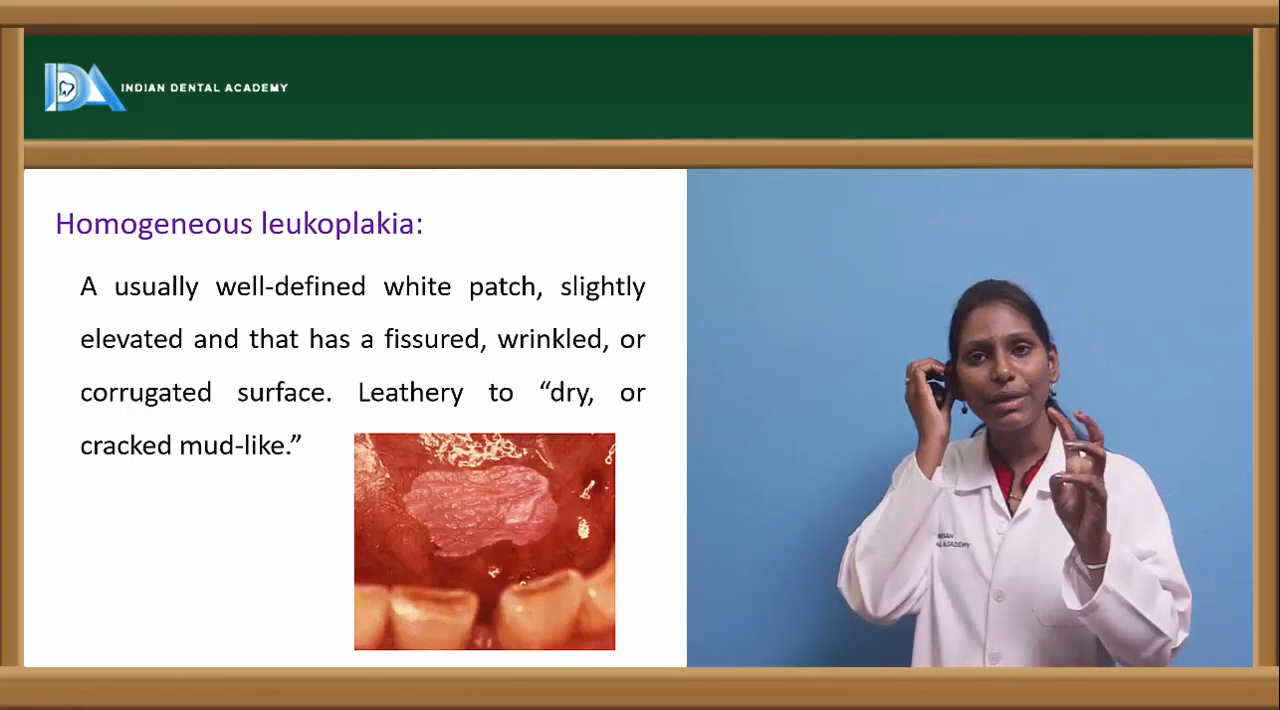 INDIAN DENTAL ACADEMY
Homogeneous leukoplakia:
A usually well-defined white patch, slightly
elevated and that has a fissured, wrinkled, or
corrugated surface. Leathery to “dry, or
cracked mud-like.”